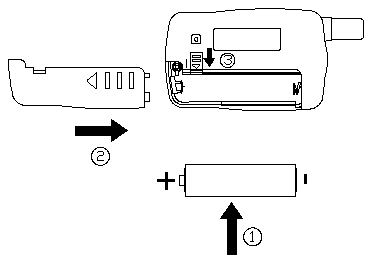 ③
②
+ -
①